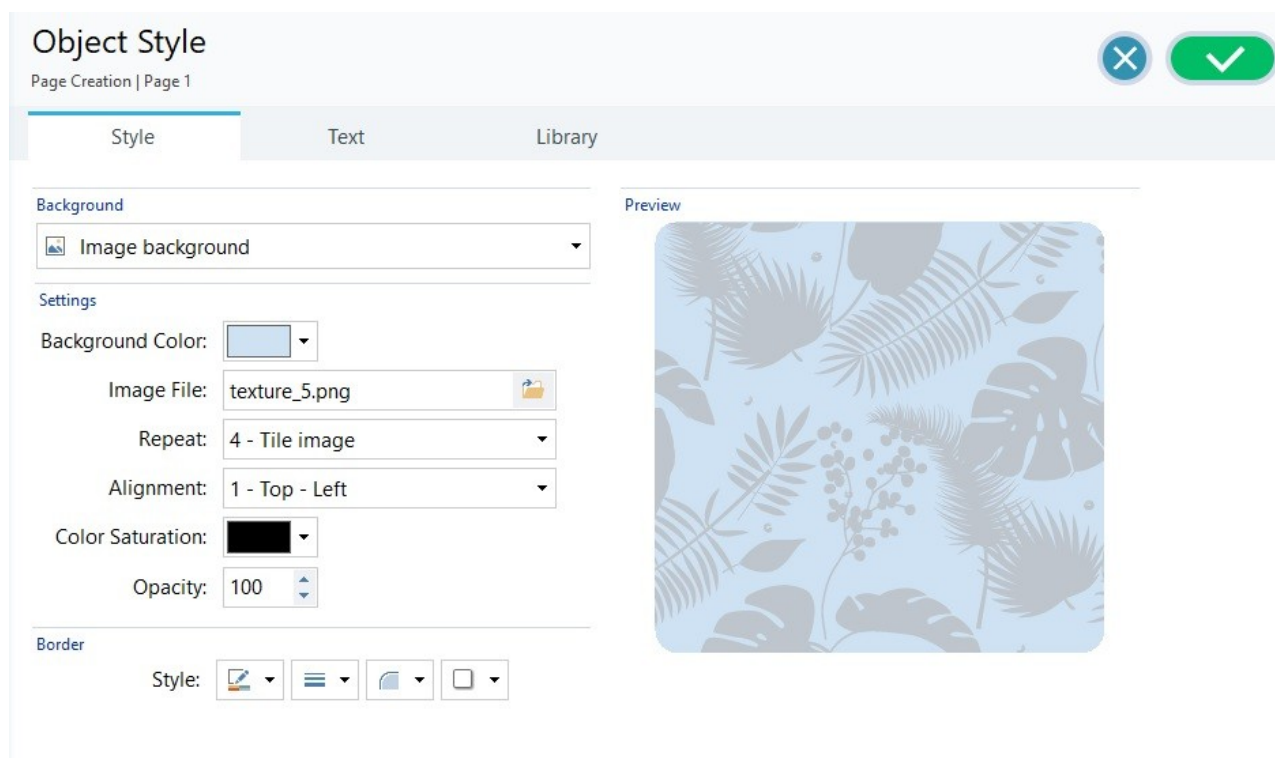 Object Style
Page Creation | Page 1
Style Text Library
Background
Image background
Settings
Background Color:
Image File: texture_5.png
Repeat: 4 - Tile image
Alignment: 1 - Top - Left
Color Saturation:
Opacity: 100
Border
Style:
Preview